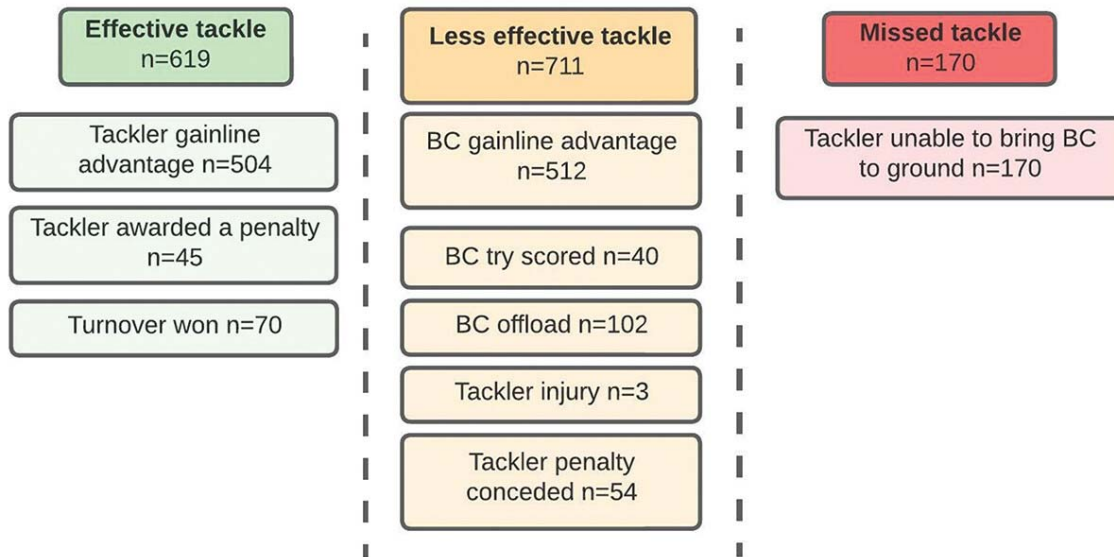 Effective tackle
n=619
Tackler gainline
advantage n=504
Tackler awarded a penalty
n=45
Turnover won n=70
Less effective tackle
n=711
BC gainline advantage
n=512
BC try scored n=40
BC offload n=102
Tackler injury n=3
Tackler penalty
conceded n=54
Missed tackle
n=170
Tackler unable to bring BC
to ground n=170